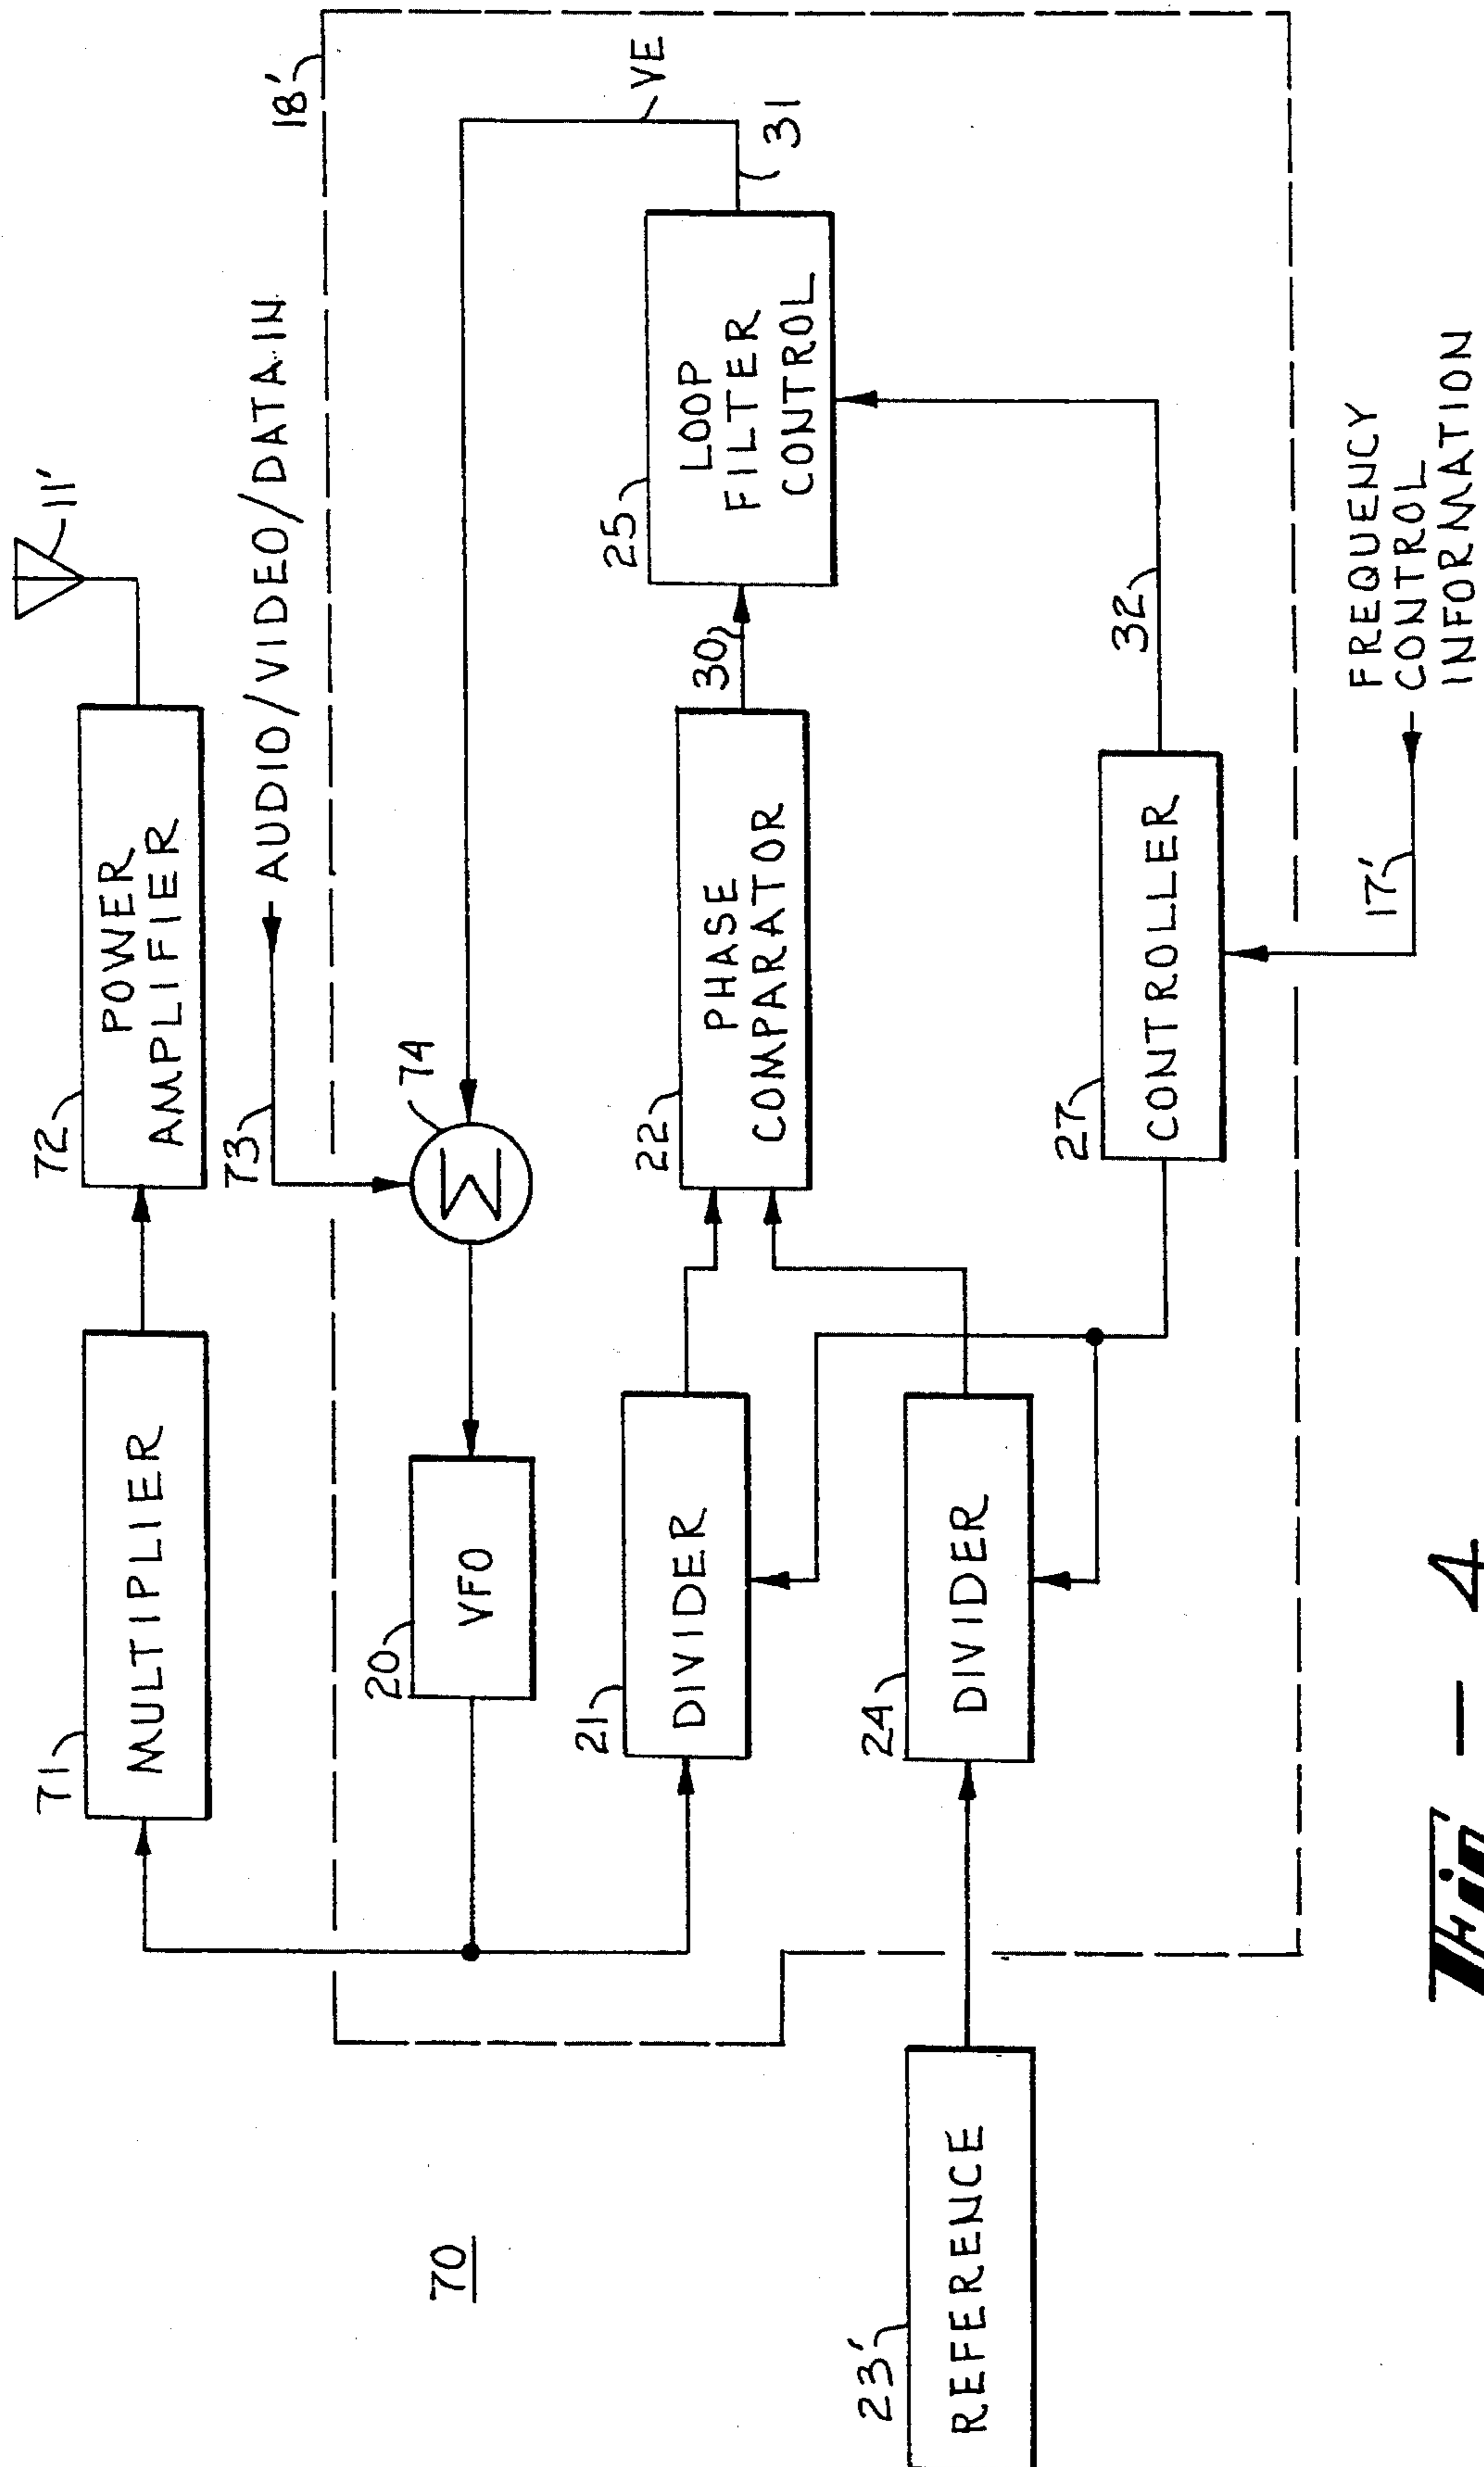 11'
71
MULTIPLIER
72
POWER
AMPLIFIER
73
AUDIO/VIDEO/DATA IN
18'
70
20
VFO
74
Σ
VE
21
DIVIDER
22
PHASE
COMPARATOR
30
25
LOOP
FILTER
CONTROL
31
23'
REFERENCE
24
DIVIDER
27
CONTROLLER
32
17'
FREQUENCY
CONTROL
INFORMATION
- 4